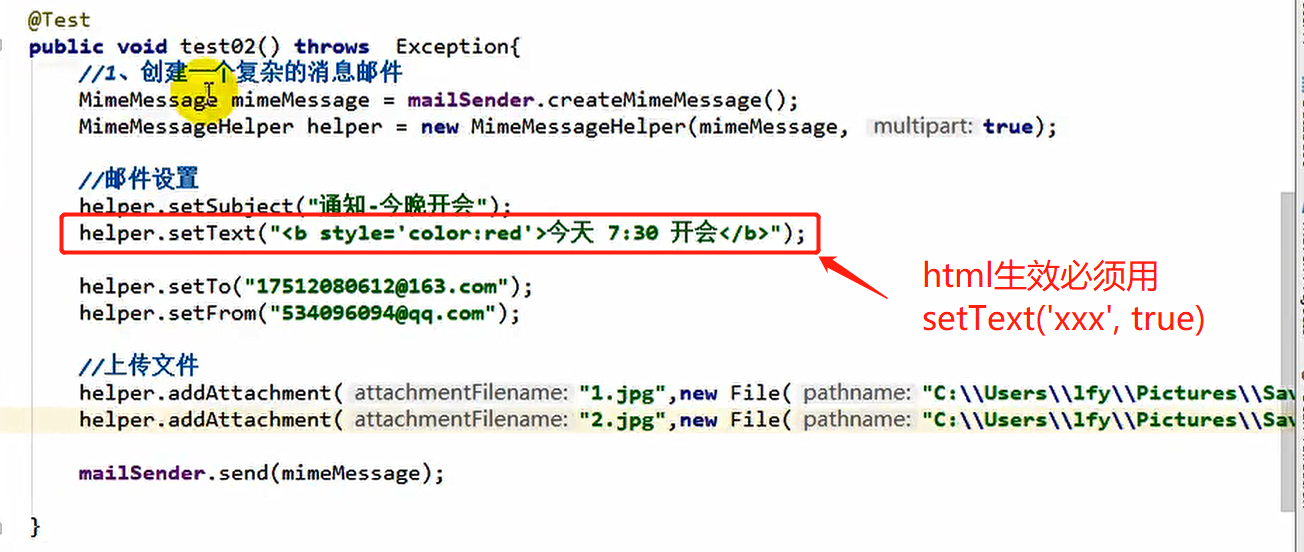 @Test
public void test02() throws Exception{
//1、创建一个复杂的消息邮件
MimeMessage mimeMessage = mailSender.createMimeMessage();
MimeMessageHelper helper = new MimeMessageHelper(mimeMessage, multipart: true);
//邮件设置
helper.setSubject("通知-今晚开会");
helper.setText("<b style='color:red'>今天 7:30 开会</b>");
html生效必须用
setText('xxx', true)
helper.setTo("17512080612@163.com");
helper.setFrom("534096094@qq.com");
//上传文件
helper.addAttachment( attachmentFilename: "1.jpg",new File( pathname: "C:\\Users\\lfy\\Pictures\\Sav
helper.addAttachment( attachmentFilename: "2.jpg",new File( pathname: "C:\\Users\\lfy\\Pictures\\Sav
mailSender.send(mimeMessage);
}